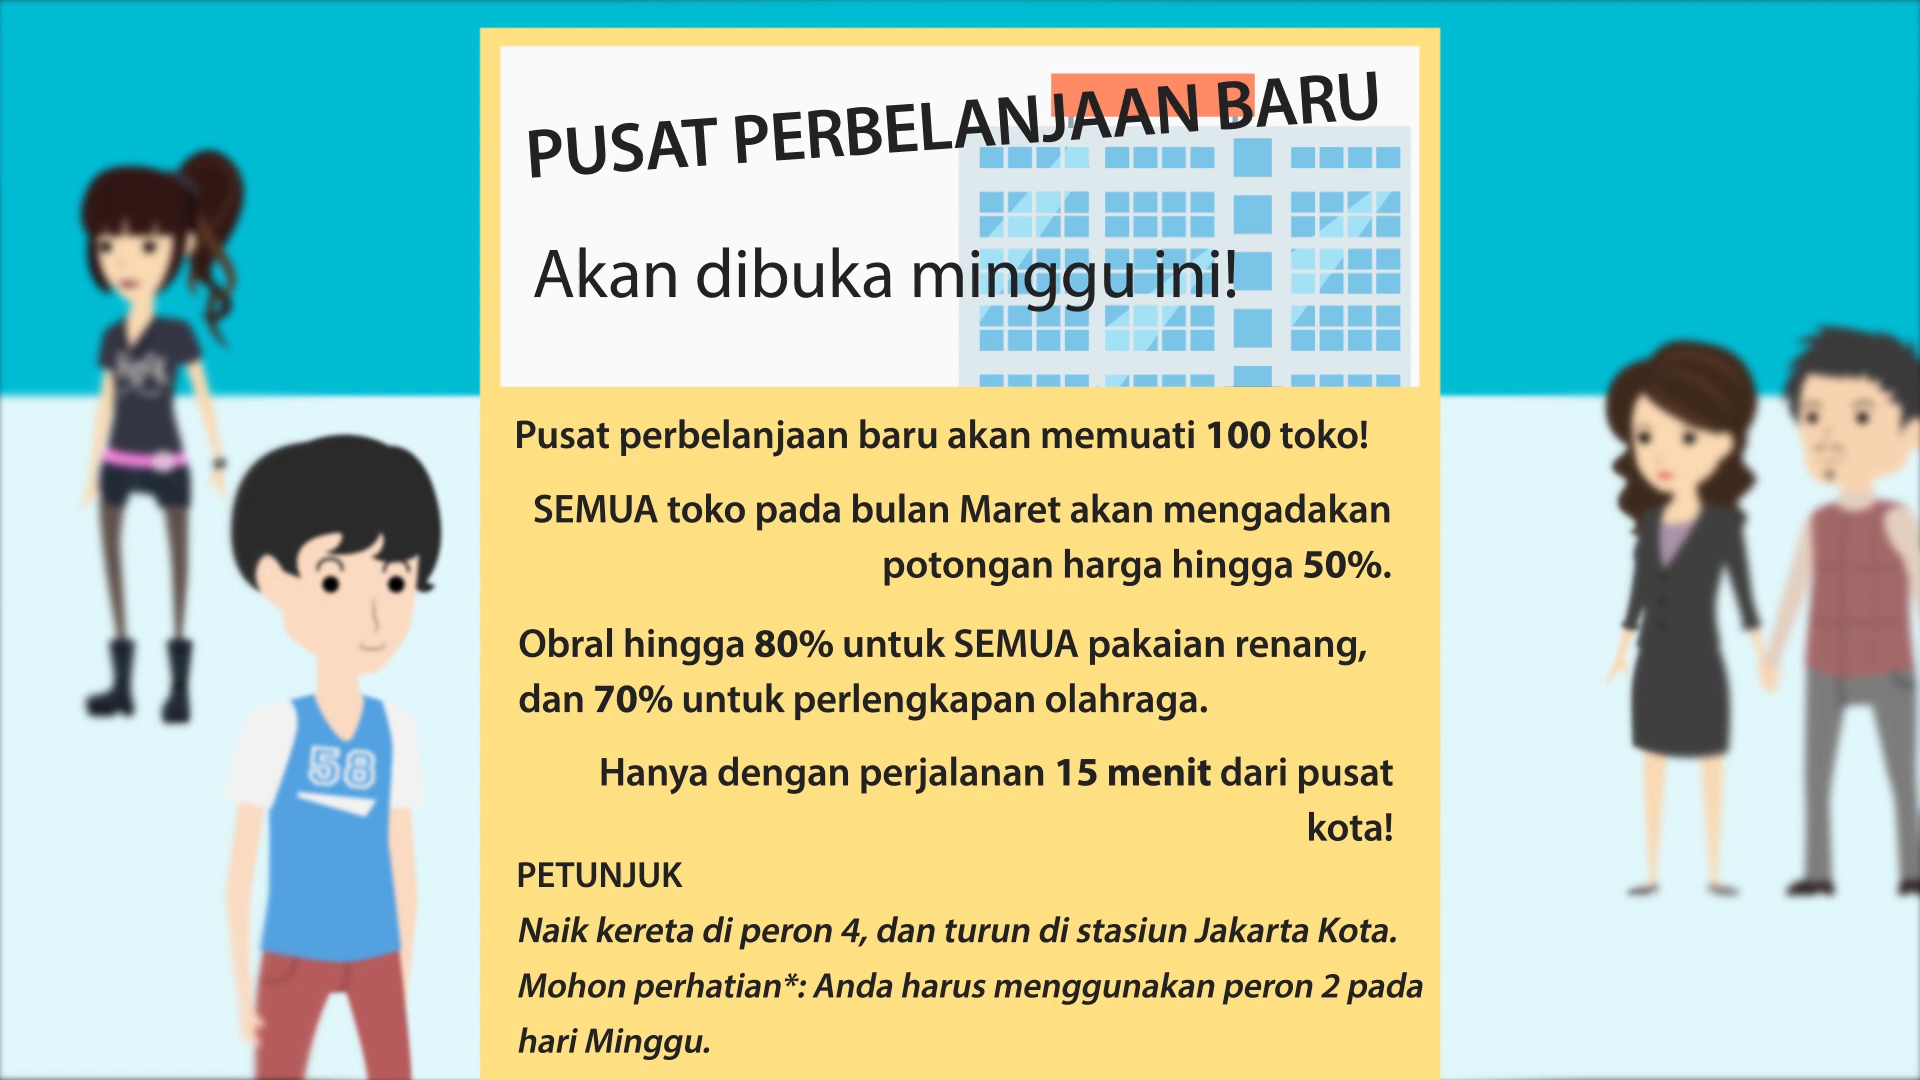 PUSAT PERBELANJAAN BARU
Akan dibuka minggu ini!
Pusat perbelanjaan baru akan memuati 100 toko!
SEMUA toko pada bulan Maret akan mengadakan
potongan harga hingga 50%.
Obral hingga 80% untuk SEMUA pakaian renang,
dan 70% untuk perlengkapan olahraga.
Hanya dengan perjalanan 15 menit dari pusat
kota!
PETUNJUK
Naik kereta di peron 4, dan turun di stasiun Jakarta Kota.
Mohon perhatian*: Anda harus menggunakan peron 2 pada
hari Minggu.
58